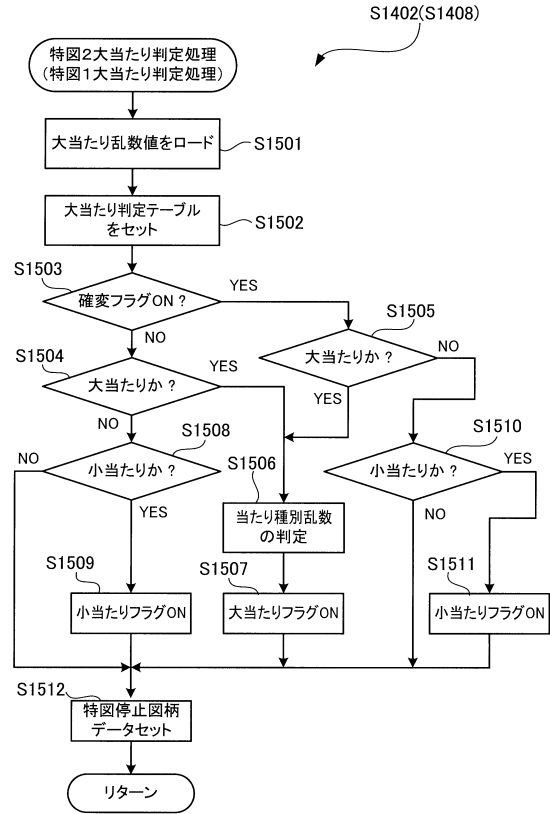 S1402(S1408)
特図2大当たり判定処理
(特図1大当たり判定処理)
大当たり乱数値をロード
S1501
大当たり判定テーブル
をセット
S1502
S1503
確変フラグON?
YES
NO
S1505
大当たりか?
NO
YES
S1504
大当たりか?
YES
NO
S1508
小当たりか?
NO
YES
S1510
小当たりか?
YES
NO
S1506
当たり種別乱数
の判定
S1509
小当たりフラグON
S1507
大当たりフラグON
S1511
小当たりフラグON
S1512
特図停止図柄
データセット
リターン